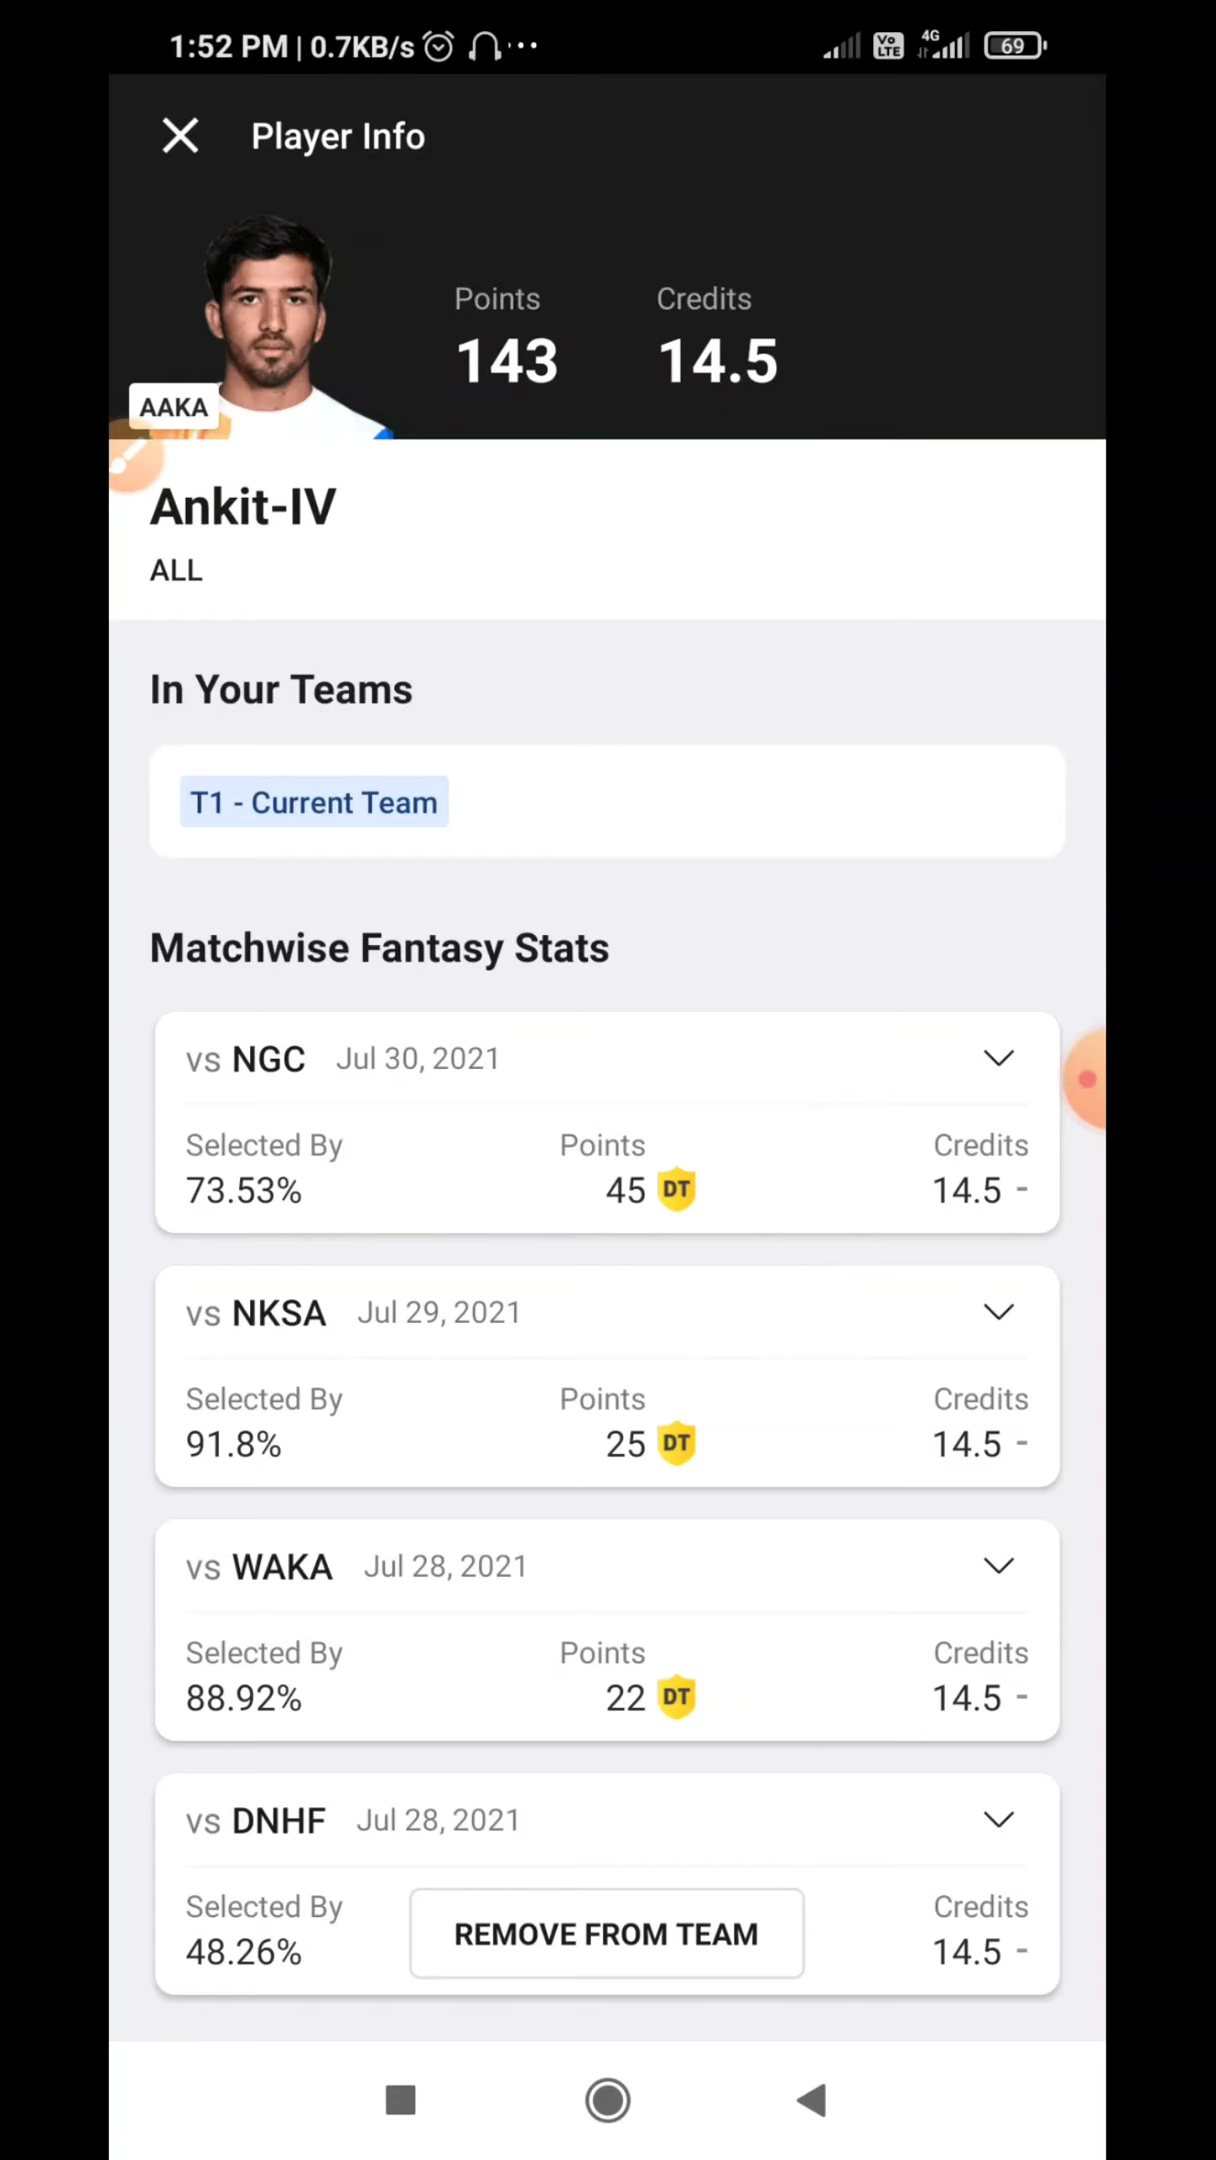 1:52 PM | 0.7KB/s ... Vo LTE 4G 69
Player Info
Points Credits
143 14.5
AAKA
Ankit-IV
ALL
In Your Teams
T1 - Current Team
Matchwise Fantasy Stats
vs NGC Jul 30, 2021
Selected By Points Credits
73.53% 45 DT 14.5 -
vs NKSA Jul 29, 2021
Selected By Points Credits
91.8% 25 DT 14.5 -
vs WAKA Jul 28, 2021
Selected By Points Credits
88.92% 22 DT 14.5 -
vs DNHF Jul 28, 2021
Selected By Credits
REMOVE FROM TEAM
48.26% 14.5 -